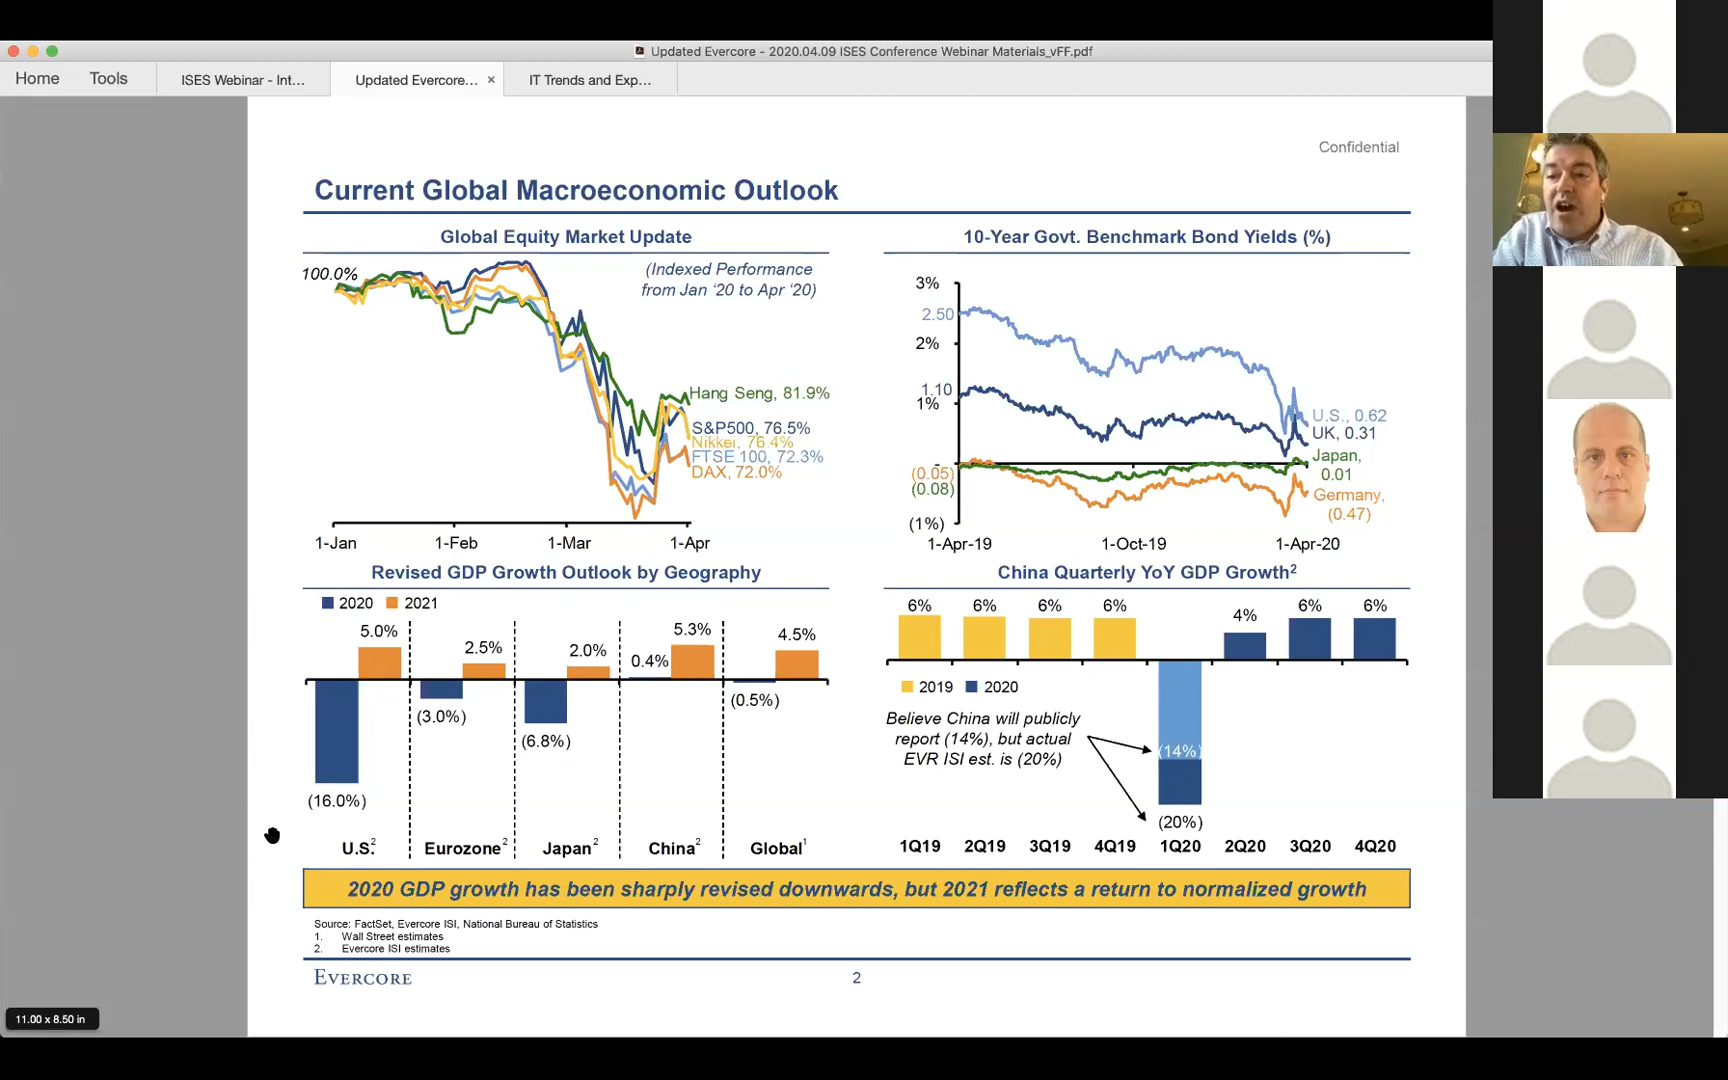 Updated Evercore - 2020.04.09 ISES Conference Webinar Materials_vFF.pdf
Home
Tools
ISES Webinar - Int...
Updated Evercore... ×
IT Trends and Exp...
Confidential
Current Global Macroeconomic Outlook
Global Equity Market Update
100.0%
(Indexed Performance
from Jan ‘20 to Apr ‘20)
Hang Seng, 81.9%
S&P500, 76.5%
Nikkei, 76.4%
FTSE 100, 72.3%
DAX, 72.0%
1-Jan 1-Feb 1-Mar 1-Apr
10-Year Govt. Benchmark Bond Yields (%)
3%
2.50
2%
1.10
1%
(0.05)
(0.08)
(1%)
U.S., 0.62
UK, 0.31
Japan,
0.01
Germany,
(0.47)
1-Apr-19 1-Oct-19 1-Apr-20
Revised GDP Growth Outlook by Geography
2020 2021
5.0% 2.5% 2.0% 0.4% 5.3% 4.5%
(16.0%) (3.0%) (6.8%) (0.5%)
U.S.2 Eurozone2 Japan2 China2 Global1
China Quarterly YoY GDP Growth2
6% 6% 6% 6% 4% 6% 6%
2019 2020
Believe China will publicly
report (14%), but actual
EVR ISI est. is (20%)
(14%)
(20%)
1Q19 2Q19 3Q19 4Q19 1Q20 2Q20 3Q20 4Q20
2020 GDP growth has been sharply revised downwards, but 2021 reflects a return to normalized growth
Source: FactSet, Evercore ISI, National Bureau of Statistics
1. Wall Street estimates
2. Evercore ISI estimates
EVERCORE
2
11.00 x 8.50 in